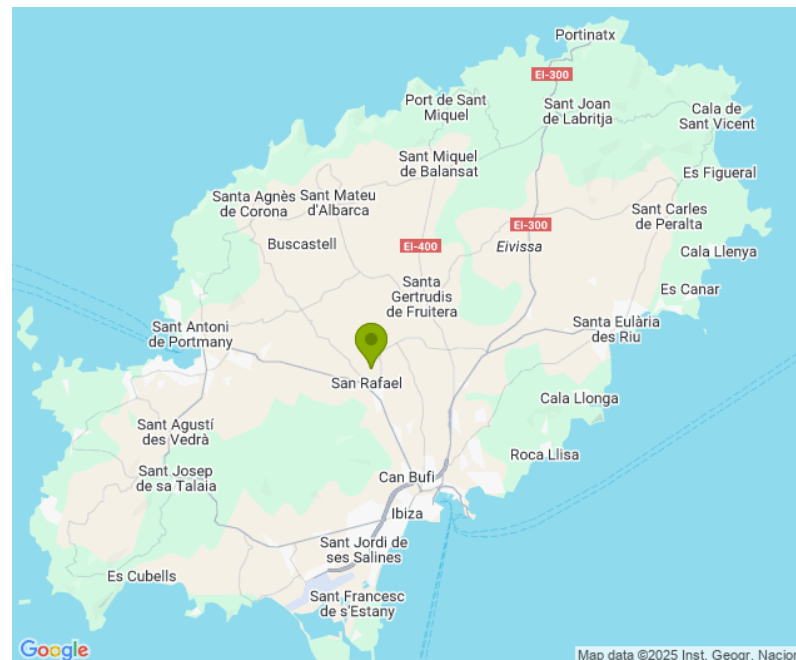 Portinatx
EI-300
Port de Sant
Miquel
Sant Joan
de Labritja
Cala de
Sant Vicent
Sant Miquel
de Balansat
Es Figueral
Santa Agnès
de Corona
Sant Mateu
d'Albarca
Sant Carles
de Peralta
EI-300
Buscastell
EI-400
Eivissa
Cala Llenya
Santa
Gertrudis
de Fruitera
Es Canar
Sant Antoni
de Portmany
Santa Eulària
des Riu
San Rafael
Cala Llonga
Sant Agustí
des Vedrà
Roca Llisa
Sant Josep
de sa Talaia
Can Bufi
Ibiza
Sant Jordi de
ses Salines
Es Cubells
Sant Francesc
de s'Estany
Google
Map data ©2025 Inst. Geogr. Nacion